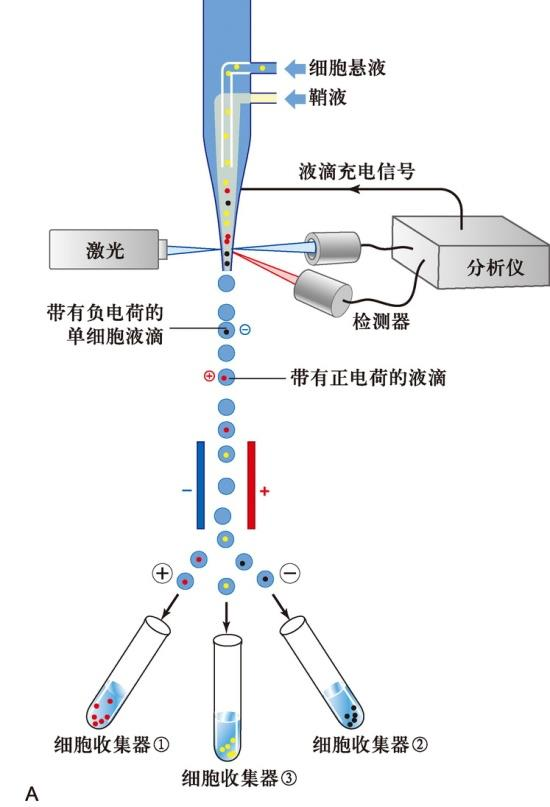 细胞悬液
鞘液
液滴充电信号
激光
分析仪
检测器
带有负电荷的
单细胞液滴
⊖
⊕
带有正电荷的液滴
− +
⊕ ⊖
细胞收集器①
细胞收集器②
细胞收集器③
A